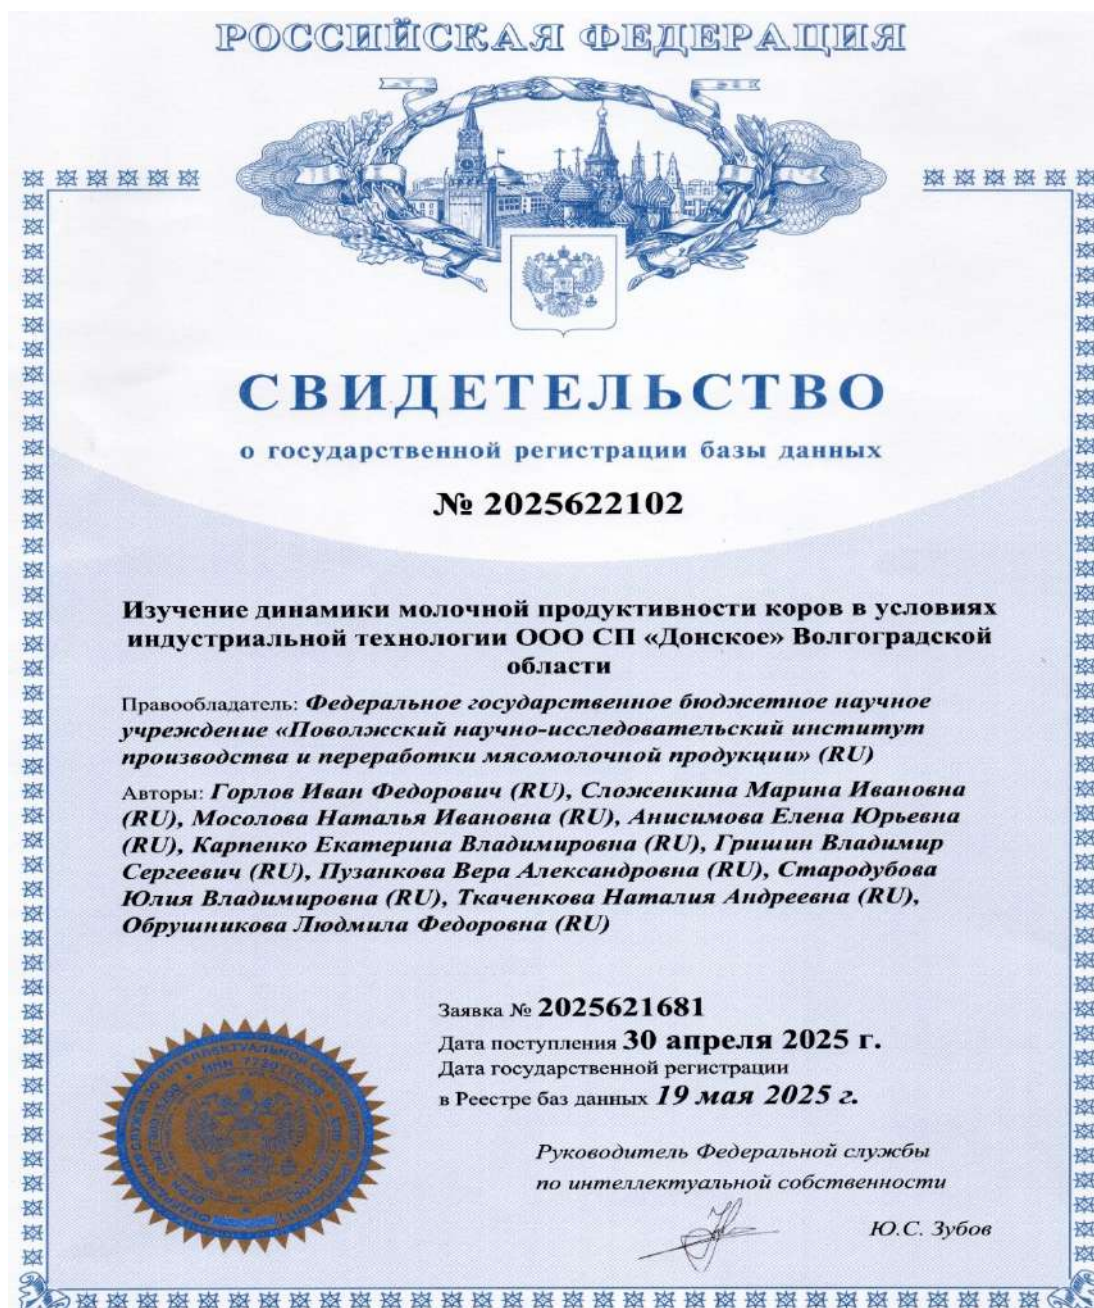 РОССИЙСКАЯ ФЕДЕРАЦИЯ
СВИДЕТЕЛЬСТВО
о государственной регистрации базы данных
№ 2025622102
Изучение динамики молочной продуктивности коров в условиях
индустриальной технологии ООО СП «Донское» Волгоградской
области
Правообладатель: Федеральное государственное бюджетное научное
учреждение «Поволжский научно-исследовательский институт
производства и переработки мясомолочной продукции» (RU)
Авторы: Горлов Иван Федорович (RU), Сложенкина Марина Ивановна
(RU), Мосолова Наталья Ивановна (RU), Анисимова Елена Юрьевна
(RU), Карпенко Екатерина Владимировна (RU), Гришин Владимир
Сергеевич (RU), Пузанкова Вера Александровна (RU), Стародубова
Юлия Владимировна (RU), Ткаченкова Наталия Андреевна (RU),
Обрушникова Людмила Федоровна (RU)
Заявка № 2025621681
Дата поступления 30 апреля 2025 г.
Дата государственной регистрации
в Реестре баз данных 19 мая 2025 г.
Руководитель Федеральной службы
по интеллектуальной собственности
Ю.С. Зубов